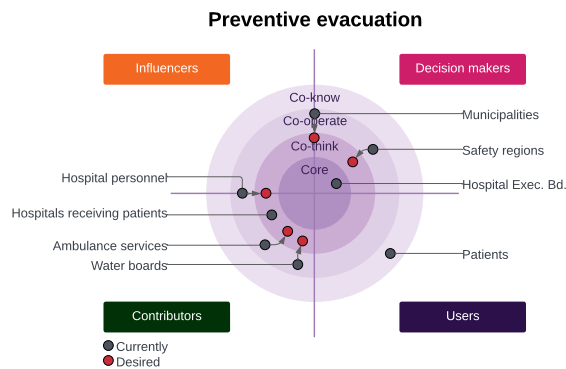 Preventive evacuation
Influencers
Decision makers
Co-know
Co-operate
Co-think
Core
Municipalities
Safety regions
Hospital Exec. Bd.
Patients
Hospital personnel
Hospitals receiving patients
Ambulance services
Water boards
Contributors
Users
Currently
Desired